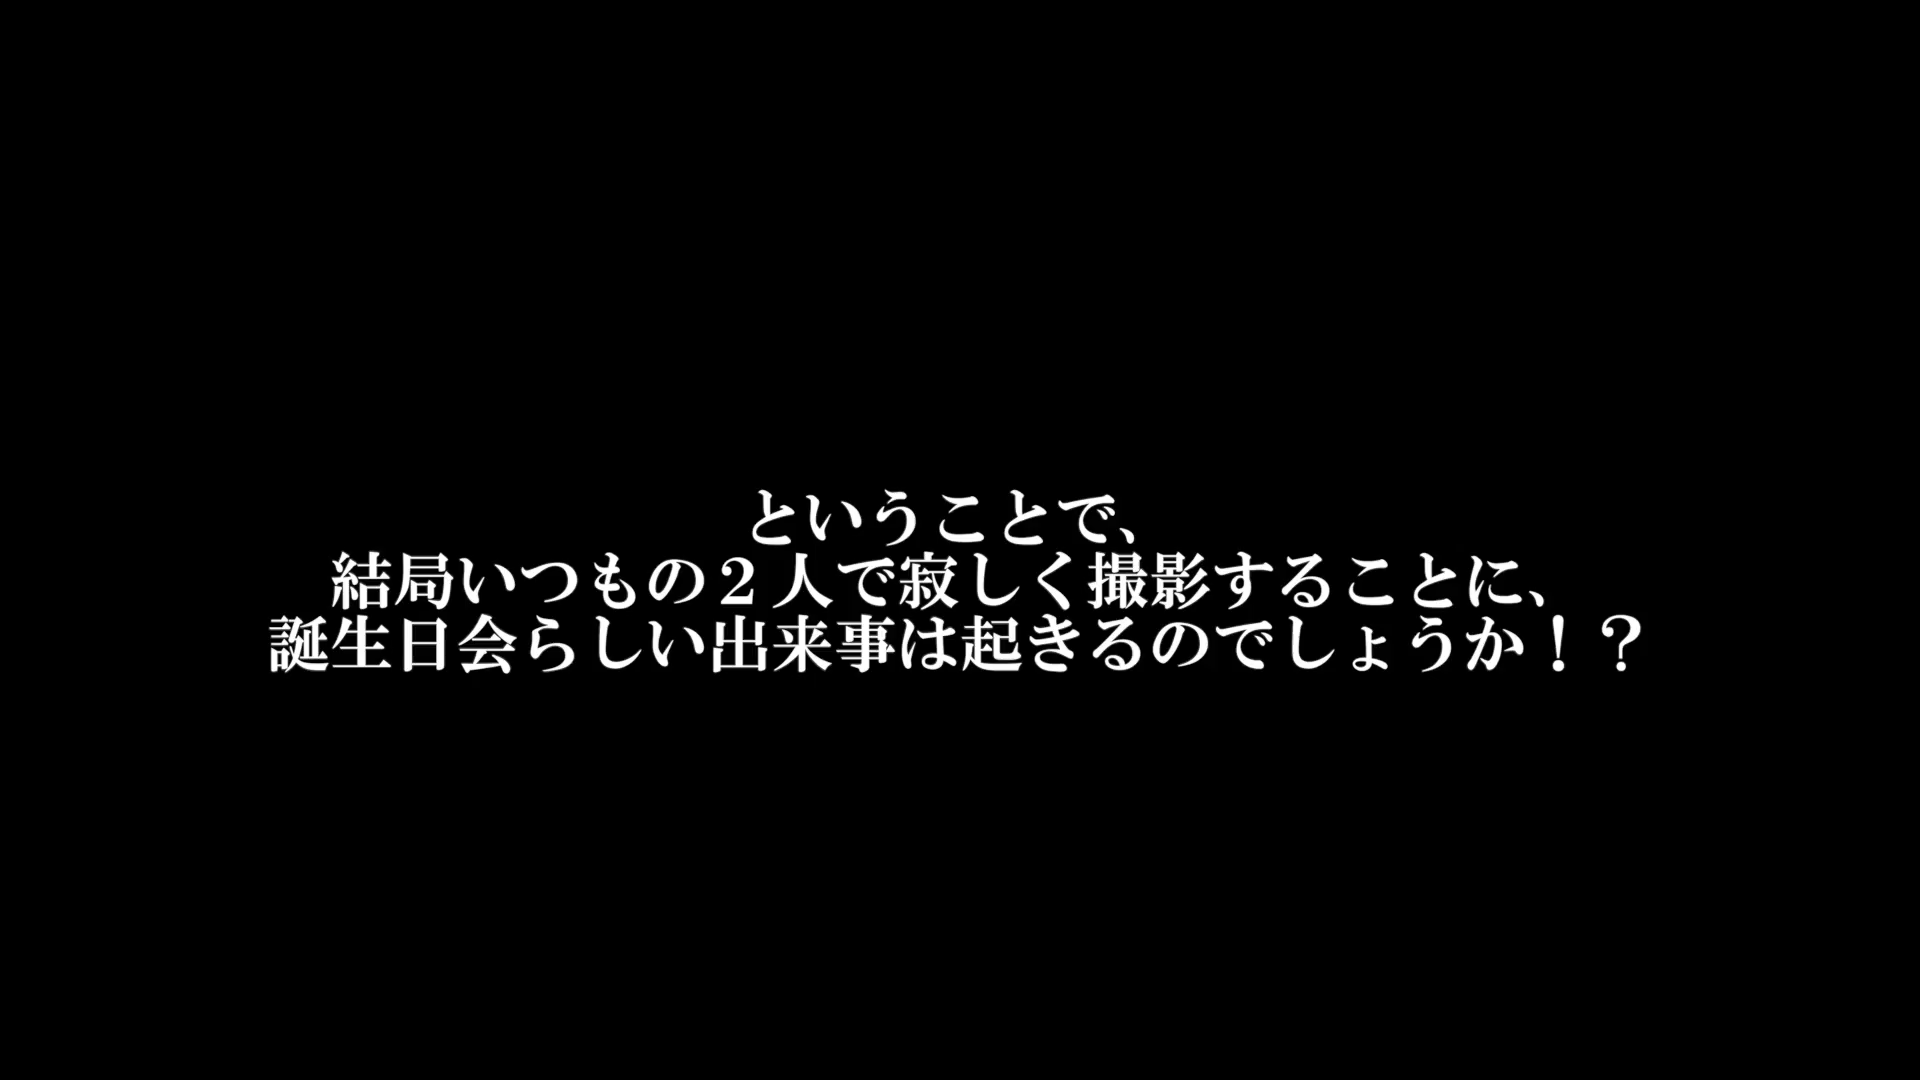 ということで、
結局いつもの２人で寂しく撮影することに、
誕生日会らしい出来事は起きるのでしょうか！？